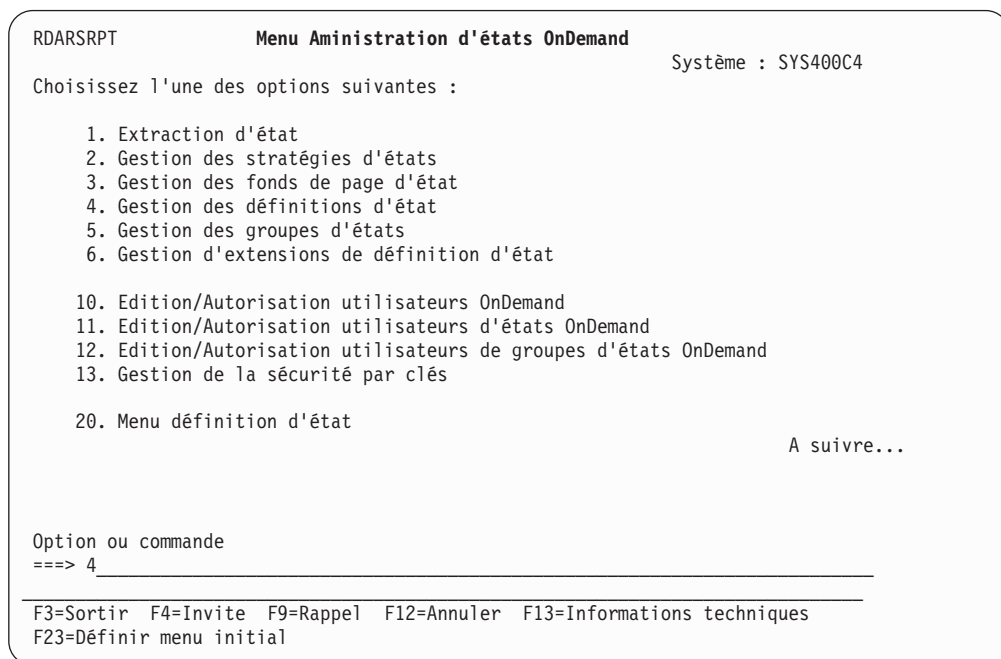 RDARSRPT Menu Aministration d'états OnDemand
Système : SYS400C4
Choisissez l'une des options suivantes :
1. Extraction d'état
2. Gestion des stratégies d'états
3. Gestion des fonds de page d'état
4. Gestion des définitions d'état
5. Gestion des groupes d'états
6. Gestion d'extensions de définition d'état
10. Edition/Autorisation utilisateurs OnDemand
11. Edition/Autorisation utilisateurs d'états OnDemand
12. Edition/Autorisation utilisateurs de groupes d'états OnDemand
13. Gestion de la sécurité par clés
20. Menu définition d'état
A suivre...
Option ou commande
===> 4
F3=Sortir F4=Invite F9=Rappel F12=Annuler F13=Informations techniques
F23=Définir menu initial